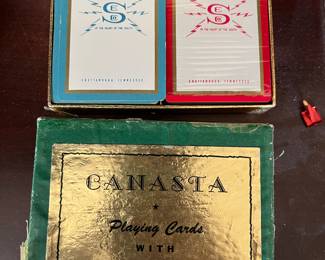 S
IN THE HEART OF THE SOUTH
CHATTANOOGA, TENNESSEE
S
IN THE HEART OF THE SOUTH
CHATTANOOGA, TENNESSEE
CANASTA
Playing Cards
WITH